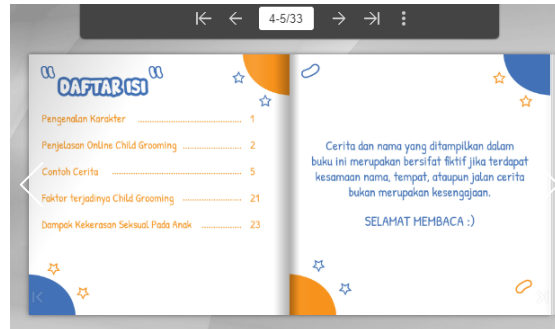 4-5/33
DAFTAR ISI
Pengenalan Karakter ........................................ 1
Penjelasan Online Child Grooming ...................... 2
Contoh Cerita .................................................. 5
Faktor terjadinya Child Grooming ...................... 21
Dampak Kekerasan Seksual Pada Anak ............... 23
Cerita dan nama yang ditampilkan dalam
buku ini merupakan bersifat fiktif jika terdapat
kesamaan nama, tempat, ataupun jalan cerita
bukan merupakan kesengajaan.
SELAMAT MEMBACA :)